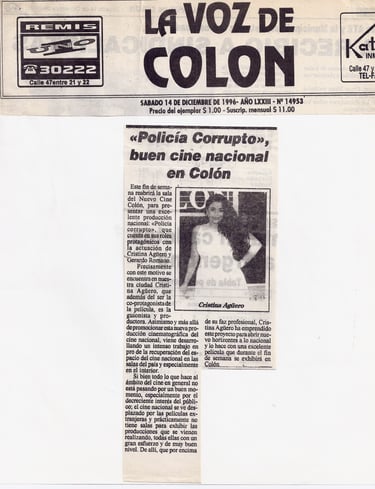 REMIS
UNO
☎ 30222
Calle 47 entre 21 y 22
LA VOZ DE
COLON
SABADO 14 DE DICIEMBRE DE 1996 - AÑO LXXIII - Nº 14953
Precio del ejemplar $ 1,00 - Suscrip. mensual $ 11.00
Kat
INM
Calle 47 y
TEL-FA
«Policía Corrupto»,
buen cine nacional
en Colón
Este fin de se-
mana reabrirá la sala
del Nuevo Cine
Colón, para pre-
sentar una excelente
producción na-
cional: «Policía
corrupto», que
cuenta en sus roles
protagónicos con
la actuación de
Cristina Agüero y
Gerardo Romano.
Precisamente
con este motivo se
encuentra en nues-
tra ciudad Cristina
Agüero, que
además del ser la
co-protagonista de
la película, es la
guionista y pro-
ductora. Asimismo y más allá
de promocionar esta nueva pro-
ducción cinematográfica del
cine nacional, viene desarro-
llando un intenso trabajo en
pro de la recuperación del es-
pacio del cine nacional en las
salas del país y especialmente
en el interior.
Si bien todo lo que hace al
ámbito del cine en general no
está pasando por un buen mo-
mento, especialmente por el
decreciente interés del públi-
co; el cine nacional se ve des-
plazado por las películas ex-
tranjeras y prácticamente no
tiene salas para exhibir las
producciones que se vienen
realizando, todas ellas con un
gran esfuerzo y de muy buen
nivel. De allí, que por encima
Cristina Agüero
de su faz profesional, Cris-
tina Agüero ha emprendido
este proyecto para abrir nue-
vos horizontes a lo nacional
y lo hace con una excelente
película que durante el fin
de semana se exhibirá en
Colón.